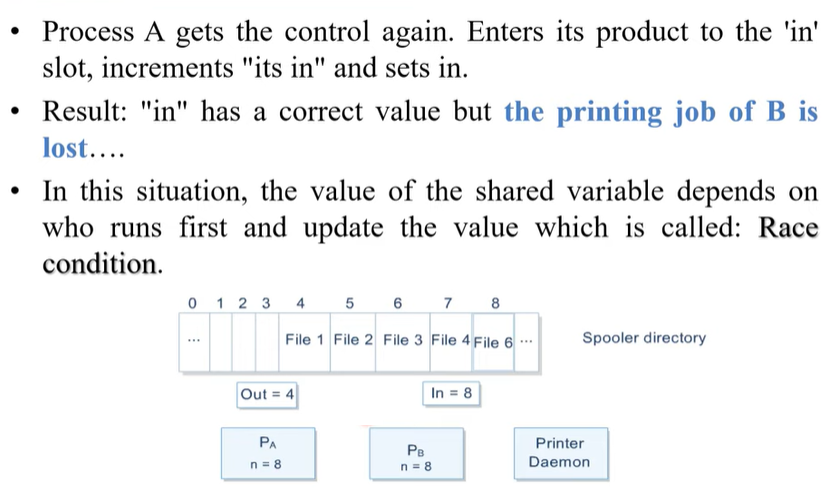 • Process A gets the control again. Enters its product to the 'in'
slot, increments "its in" and sets in.
• Result: "in" has a correct value but the printing job of B is
lost….
• In this situation, the value of the shared variable depends on
who runs first and update the value which is called: Race
condition.
0 1 2 3 4 5 6 7 8
... File 1 File 2 File 3 File 4 File 6 ... Spooler directory
Out = 4 In = 8
PA PB Printer
n = 8 n = 8 Daemon